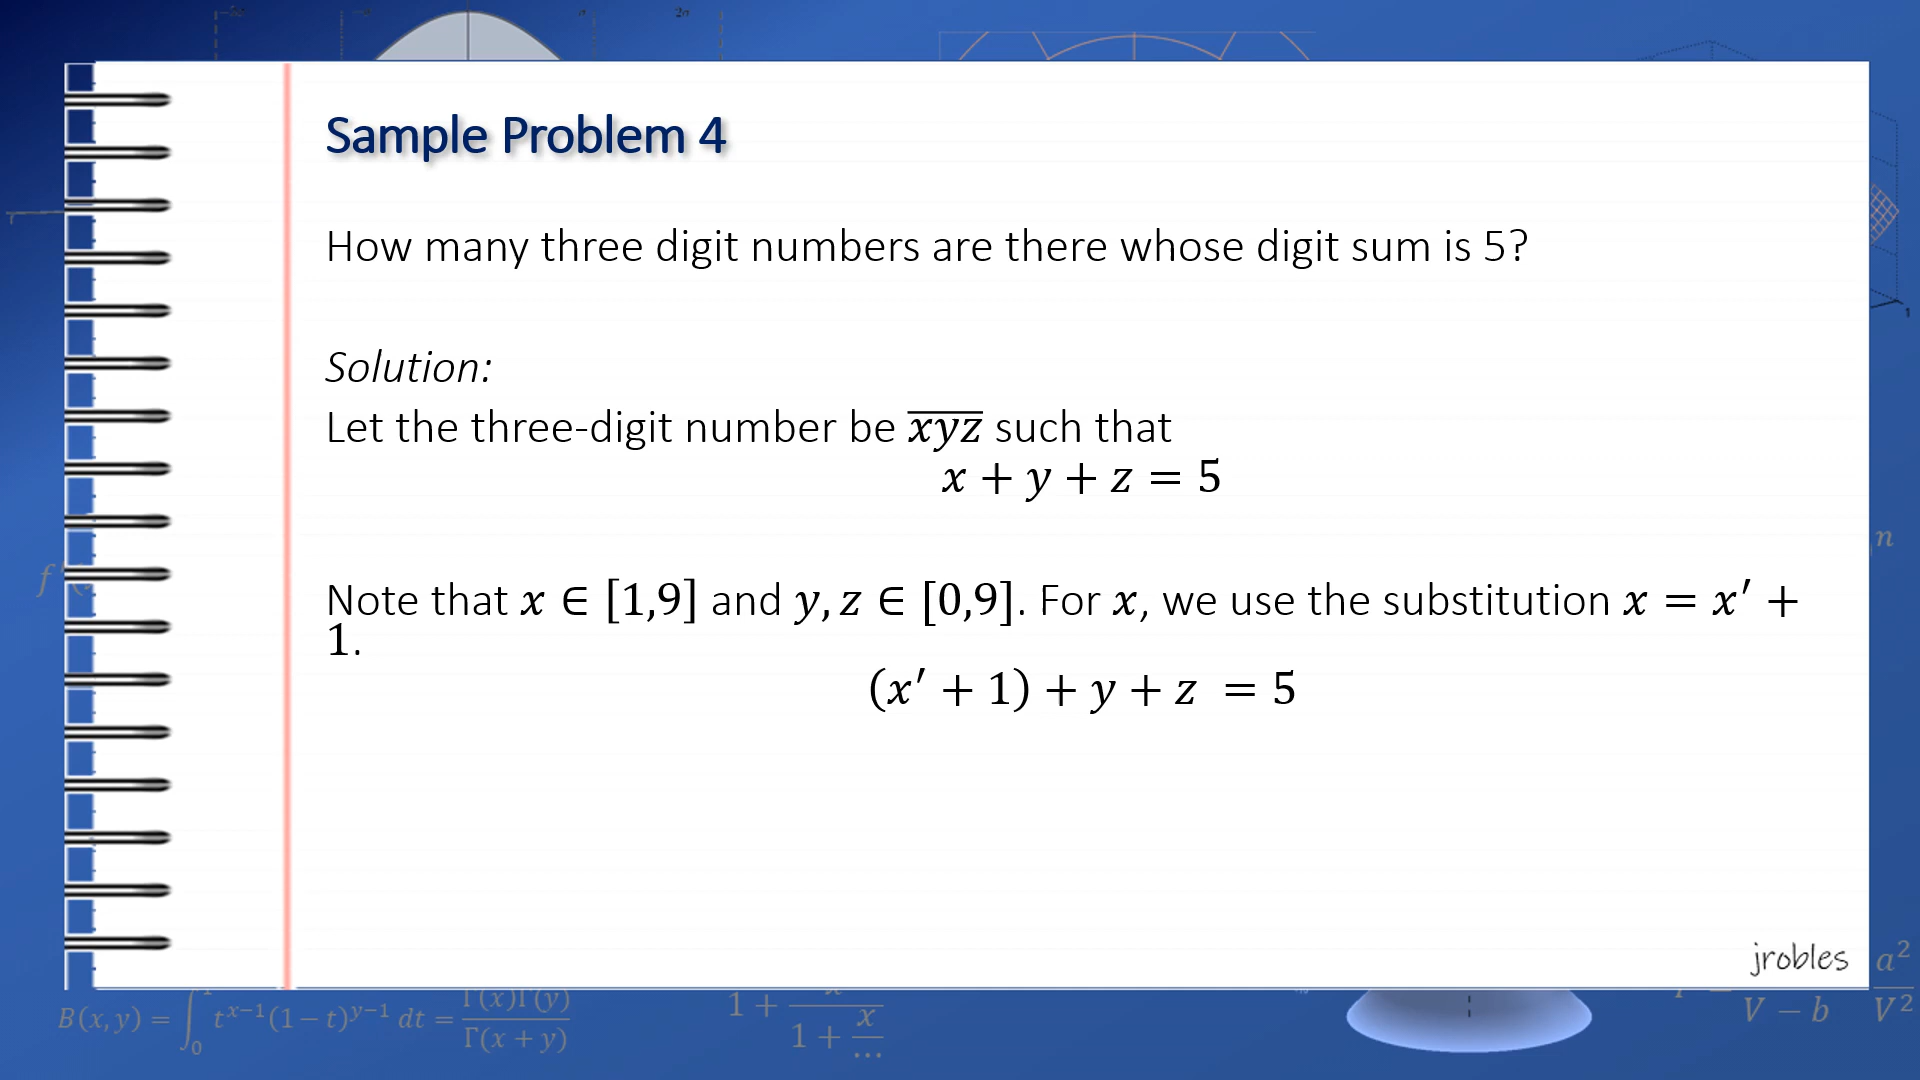 Sample Problem 4
How many three digit numbers are there whose digit sum is 5?
Solution:
Let the three-digit number be x̅y̅z̅ such that
x + y + z = 5
Note that x ∈ [1,9] and y, z ∈ [0,9]. For x, we use the substitution x = x′ +
1.
(x′ + 1) + y + z = 5
jrobles